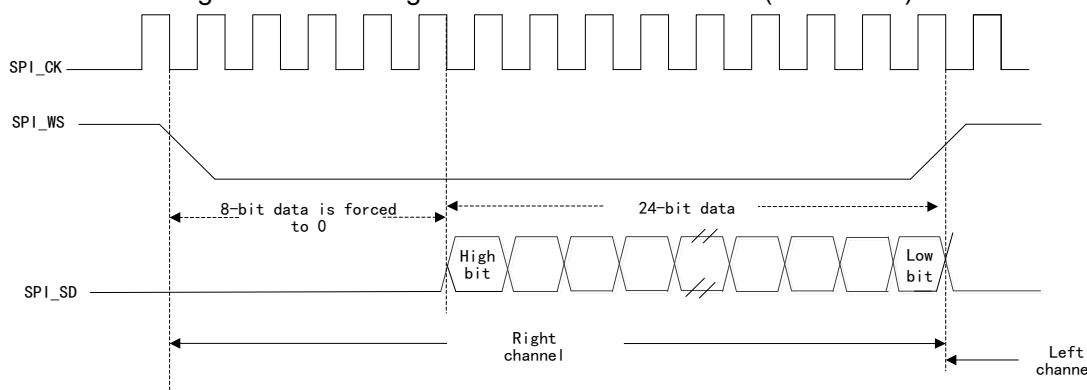 SPI_CK
SPI_WS
8-bit data is forced
to 0
24-bit data
High
bit
Low
bit
SPI_SD
Right
channel
Left
channe